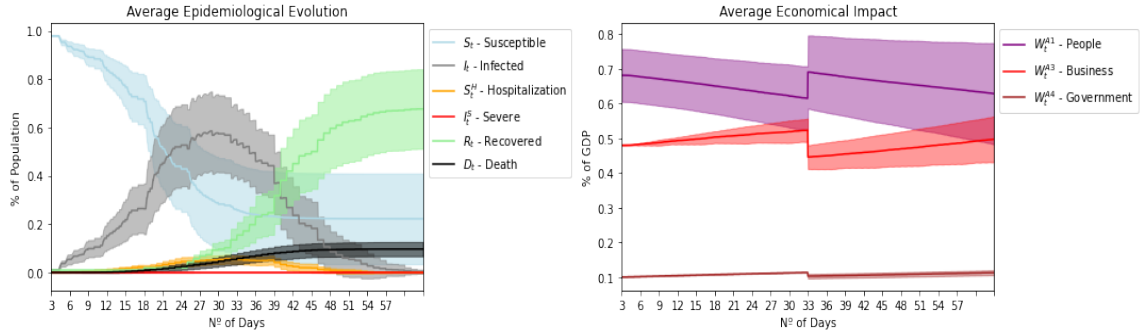 Average Epidemiological Evolution
% of Population
1.0
0.8
0.6
0.4
0.2
0.0
3 6 9 12 15 18 21 24 27 30 33 36 39 42 45 48 51 54 57
Nº of Days
S_t - Susceptible
I_t - Infected
S_t^H - Hospitalization
I_t^S - Severe
R_t - Recovered
D_t - Death
Average Economical Impact
% of GDP
0.8
0.7
0.6
0.5
0.4
0.3
0.2
0.1
3 6 9 12 15 18 21 24 27 30 33 36 39 42 45 48 51 54 57
Nº of Days
W_t^{A1} - People
W_t^{A3} - Business
W_t^{A4} - Government